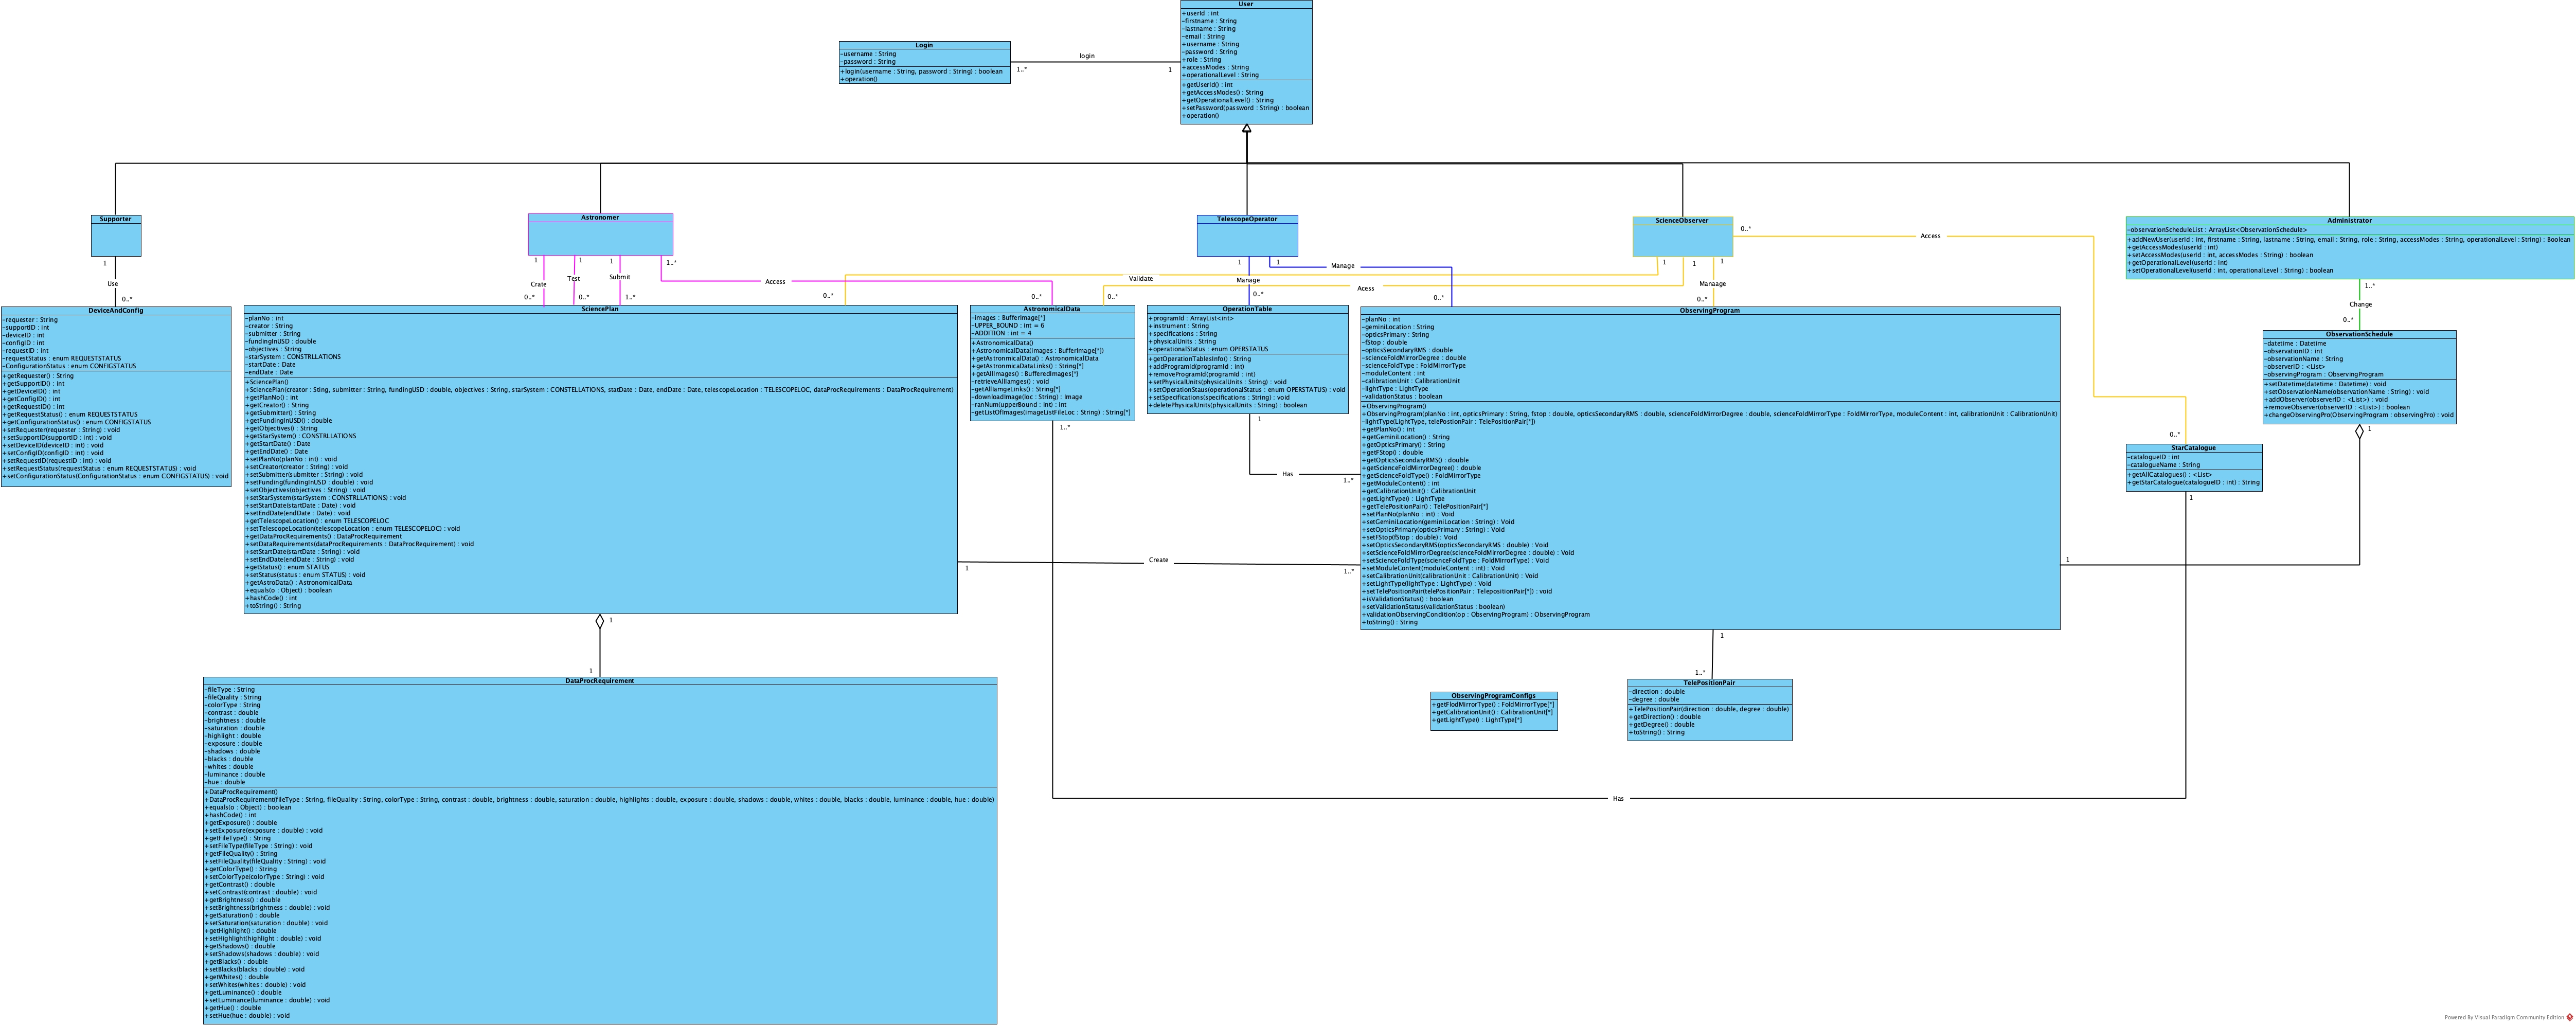 User
+userId : int
-firstname : String
-lastname : String
-email : String
+username : String
-password : String
+role : String
+accessModes : String
+operationalLevel : String
+getUserId() : int
+getAccessModes() : String
+getOperationalLevel() : String
+setPassword(password : String) : boolean
+operation()
Login
-username : String
-password : String
+login(username : String, password : String) : boolean
+operation()
login
1..*
1
Supporter
Astronomer
TelescopeOperator
ScienceObserver
Administrator
-observationScheduleList : ArrayList<ObservationSchedule>
+addNewUser(userId : int, firstname : String, lastname : String, email : String, role : String, accessModes : String, operationalLevel : String) : Boolean
+getAccessModes(userId : int)
+setAccessModes(userId : int, accessModes : String) : boolean
+getOperationalLevel(userId : int)
+setOperationalLevel(userId : int, operationalLevel : String) : boolean
1
Use
0..*
1
Crate
0..*
1
Test
0..*
1
Submit
1..*
1..*
Access
0..*
1
Manage
0..*
1
Manage
0..*
1
Validate
0..*
1
Acess
0..*
1
Manaage
0..*
0..*
Access
0..*
1..*
Change
0..*
DeviceAndConfig
-requester : String
-supportID : int
-deviceID : int
-configID : int
-requestID : int
-requestStatus : enum REQUESTSTATUS
-ConfigurationStatus : enum CONFIGSTATUS
+getRequester() : String
+getSupportID() : int
+getDeviceID() : int
+getConfigID() : int
+getRequestID() : int
+getRequestStatus() : enum REQUESTSTATUS
+getConfigurationStatus() : enum CONFIGSTATUS
+setRequester(requester : String) : void
+setSupportID(supportID : int) : void
+setDeviceID(deviceID : int) : void
+setConfigID(configID : int) : void
+setRequestID(requestID : int) : void
+setRequestStatus(requestStatus : enum REQUESTSTATUS) : void
+setConfigurationStatus(ConfigurationStatus : enum CONFIGSTATUS) : void
SciencePlan
-planNo : int
-creator : String
-submitter : String
-fundingInUSD : double
-objectives : String
-starSystem : CONSTRLLATIONS
-startDate : Date
-endDate : Date
+SciencePlan()
+SciencePlan(creator : Sting, submitter : String, fundingUSD : double, objectives : String, starSystem : CONSTELLATIONS, statDate : Date, endDate : Date, telescopeLocation : TELESCOPELOC, dataProcRequirements : DataProcRequirement)
+getPlanNo() : int
+getCreator() : String
+getSubmitter() : String
+getFundingInUSD() : double
+getObjectives() : String
+getStarSystem() : CONSTRLLATIONS
+getStartDate() : Date
+getEndDate() : Date
+setPlanNo(planNo : int) : void
+setCreator(creator : String) : void
+setSubmitter(submitter : String) : void
+setFunding(fundingInUSD : double) : void
+setObjectives(objectives : String) : void
+setStarSystem(starSystem : CONSTRLLATIONS) : void
+setStartDate(startDate : Date) : void
+setEndDate(endDate : Date) : void
+getTelescopeLocation() : enum TELESCOPELOC
+setTelescopeLocation(telescopeLocation : enum TELESCOPELOC) : void
+getDataProcRequirements() : DataProcRequirement
+setDataRequirements(dataProcRequirements : DataProcRequirement) : void
+setStartDate(startDate : String) : void
+setEndDate(endDate : String) : void
+getStatus() : enum STATUS
+setStatus(status : enum STATUS) : void
+getAstroData() : AstronomicalData
+equals(o : Object) : boolean
+hashCode() : int
+toString() : String
AstronomicalData
-images : BufferImage[*]
-UPPER_BOUND : int = 6
-ADDITION : int = 4
+AstronomicalData()
+AstronomicalData(images : BufferImage[*])
+getAstronmicalData() : AstronomicalData
+getAstronmicaDataLinks() : String[*]
+getAllImages() : BufferedImages[*]
-retrieveAllIamges() : void
-getAllIamgeLinks() : String[*]
-downloadImage(loc : String) : Image
-ranNum(upperBound : int) : int
-getListOfImages(imageListFileLoc : String) : String[*]
OperationTable
+programId : ArrayList<int>
+instrument : String
+specifications : String
+physicalUnits : String
+operationalStatus : enum OPERSTATUS
+getOperationTablesInfo() : String
+addProgramId(programId : int)
+removeProgramId(programId : int)
+setPhysicalUnits(physicalUnits : String) : void
+setOperationStaus(operationalStatus : enum OPERSTATUS) : void
+setSpecifications(specifications : String) : void
+deletePhysicalUnits(physicalUnits : String) : boolean
ObservingProgram
-planNo : int
-geminiLocation : String
-opticsPrimary : String
-fStop : double
-opticsSecondaryRMS : double
-scienceFoldMirrorDegree : double
-scienceFoldMirrorType : FoldMirrorType
-moduleContent : int
-calibrationUnit : CalibrationUnit
-lightType : LightType
-validationStatus : boolean
+ObservingProgram()
+ObservingProgram(planNo : int, opticsPrimary : String, fstop : double, opticsSecondaryRMS : double, scienceFoldMirrorDegree : double, scienceFoldMirrorType : FoldMirrorType, moduleContent : int, calibrationUnit : CalibrationUnit)
-lightType(LightType, telePostionPair : TelePositionPair[*])
+getPlanNo() : int
+getGeminiLocation() : String
+getOpticsPrimary() : String
+getFStop() : double
+getOpticsSecondaryRMS() : double
+getScienceFoldMirrorDegree() : double
+getScienceFoldType() : FoldMirrorType
+getModuleContent() : int
+getCalibrationUnit() : CalibrationUnit
+getLightType() : LightType
+getTelePositionPair() : TelePositionPair[*]
+setPlanNo(planNo : int) : Void
+setGeminiLocation(geminiLocation : String) : Void
+setOpticsPrimary(opticsPrimary : String) : Void
+setFStop(fStop : double) : Void
+setOpticsSecondaryRMS(opticsSecondaryRMS : double) : Void
+setScienceFoldMirrorDegree(scienceFoldMirrorDegree : double) : Void
+setScienceFoldType(scienceFoldType : FoldMirrorType) : Void
+setModuleContent(moduleContent : int) : Void
+setCalibrationUnit(calibrationUnit : CalibrationUnit) : Void
+setLightType(lightType : LightType) : Void
+setTelePositionPair(telePositionPair : TelepositionPair[*]) : void
+isValidationStatus() : boolean
+setValidationStatus(validationStatus : boolean)
+validationObservingCondition(op : ObservingProgram) : ObservingProgram
+toString() : String
ObservationSchedule
-datetime : Datetime
-observationID : int
-observationName : String
-observerID : <List>
-observingProgram : ObservingProgram
+setDatetime(datetime : Datetime) : void
+setObservationName(observationName : String) : void
+addObserver(observerID : <List>) : void
+removeObserver(observerID : <List>) : boolean
+changeObservingPro(ObservingProgram : observingPro) : void
StarCatalogue
-catalogueID : int
-catalogueName : String
+getAllCatalogues() : <List>
+getStarCatalogue(catalogueID : int) : String
1
Has
1..*
1
Create
1..*
1
1
1..*
Has
1
1
1
1
1..*
DataProcRequirement
-fileType : String
-fileQuality : String
-colorType : String
-contrast : double
-brightness : double
-saturation : double
-highlight : double
-exposure : double
-shadows : double
-blacks : double
-whites : double
-luminance : double
-hue : double
+DataProcRequirement()
+DataProcRequirement(fileType : String, fileQuality : String, colorType : String, contrast : double, brightness : double, saturation : double, highlights : double, exposure : double, shadows : double, whites : double, blacks : double, luminance : double, hue : double)
+equals(o : Object) : boolean
+hashCode() : int
+getExposure() : double
+setExposure(exposure : double) : void
+getFileType() : String
+setFileType(fileType : String) : void
+getFileQuality() : String
+setFileQuality(fileQuality : String) : void
+getColorType() : String
+setColorType(colorType : String) : void
+getContrast() : double
+setContrast(contrast : double) : void
+getBrightness() : double
+setBrightness(brightness : double) : void
+getSaturation() : double
+setSaturation(saturation : double) : void
+getHighlight() : double
+setHighlight(highlight : double) : void
+getShadows() : double
+setShadows(shadows : double) : void
+getBlacks() : double
+setBlacks(blacks : double) : void
+getWhites() : double
+setWhites(whites : double) : void
+getLuminance() : double
+setLuminance(luminance : double) : void
+getHue() : double
+setHue(hue : double) : void
ObservingProgramConfigs
+getFlodMirrorType() : FoldMirrorType[*]
+getCalibrationUnit() : CalibrationUnit[*]
+getLightType() : LightType[*]
TelePositionPair
-direction : double
-degree : double
+TelePositionPair(direction : double, degree : double)
+getDirection() : double
+getDegree() : double
+toString() : String
Powered By Visual Paradigm Community Edition